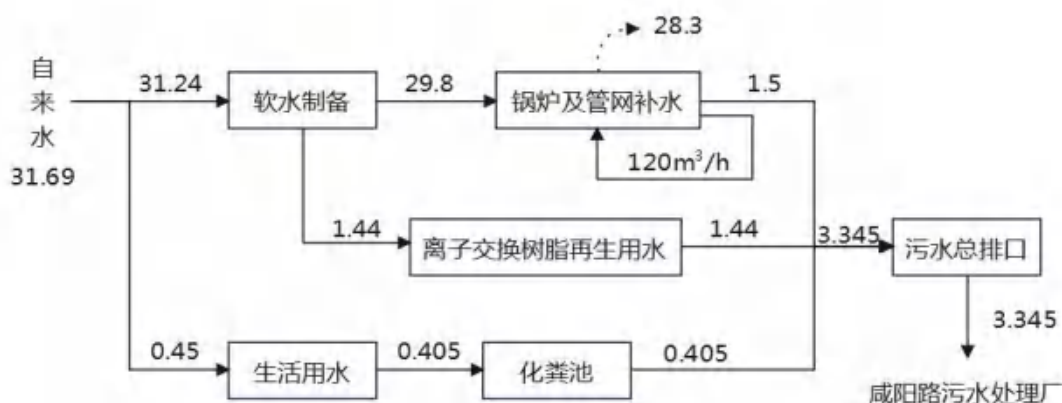 28.3
自
来
水
31.69
31.24
软水制备
29.8
锅炉及管网补水
1.5
120m³/h
1.44
离子交换树脂再生用水
1.44
3.345
污水总排口
3.345
0.45
生活用水
0.405
化粪池
0.405
咸阳路污水处理厂